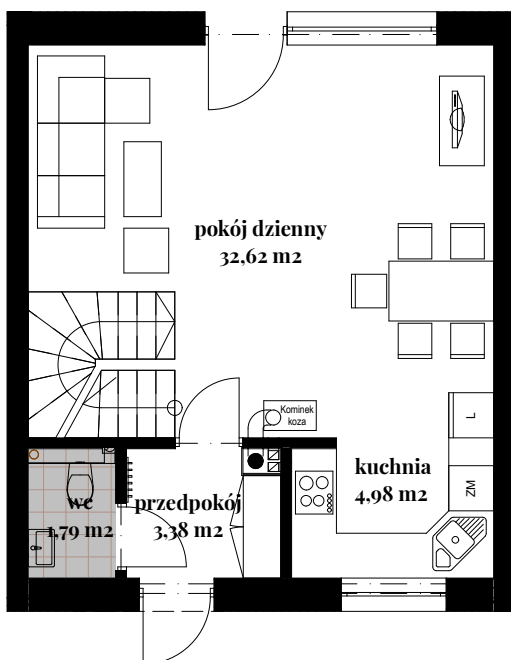 pokój dzienny
32,62 m2
Kominek
koza
L
kuchnia
4,98 m2
ZM
wc
1,79 m2
przedpokój
3,38 m2